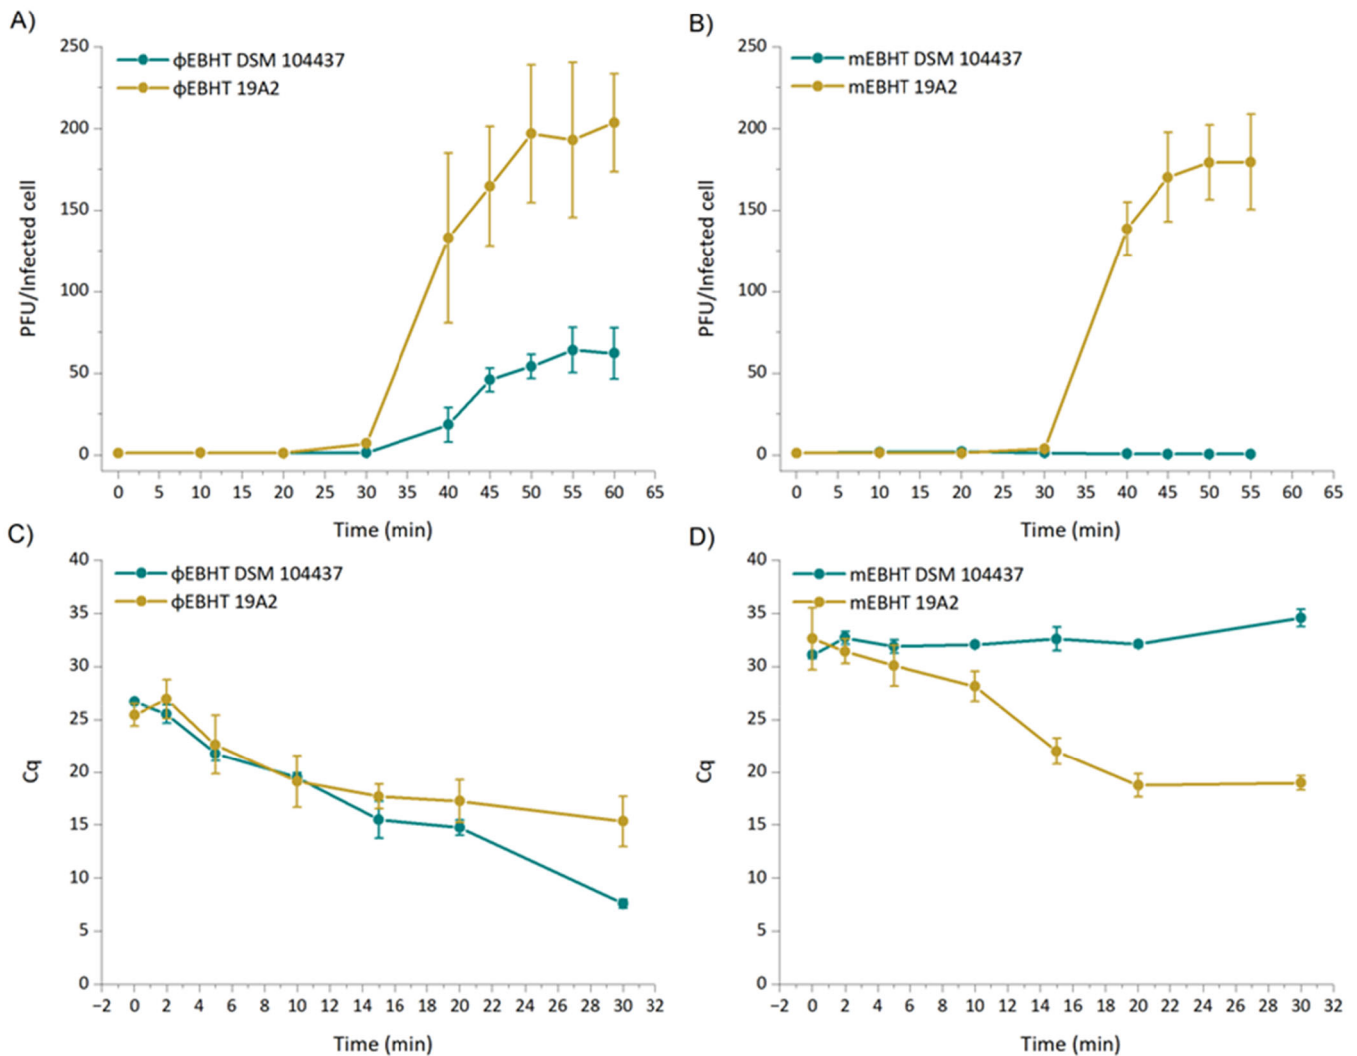 A)
ϕEBHT DSM 104437
ϕEBHT 19A2
PFU/Infected cell
250
200
150
100
50
0
0 5 10 15 20 25 30 35 40 45 50 55 60 65
Time (min)
B)
mEBHT DSM 104437
mEBHT 19A2
PFU/Infected cell
250
200
150
100
50
0
0 5 10 15 20 25 30 35 40 45 50 55 60 65
Time (min)
C)
ϕEBHT DSM 104437
ϕEBHT 19A2
Cq
40
35
30
25
20
15
10
5
0
−2 0 2 4 6 8 10 12 14 16 18 20 22 24 26 28 30 32
Time (min)
D)
mEBHT DSM 104437
mEBHT 19A2
Cq
40
35
30
25
20
15
10
5
0
−2 0 2 4 6 8 10 12 14 16 18 20 22 24 26 28 30 32
Time (min)